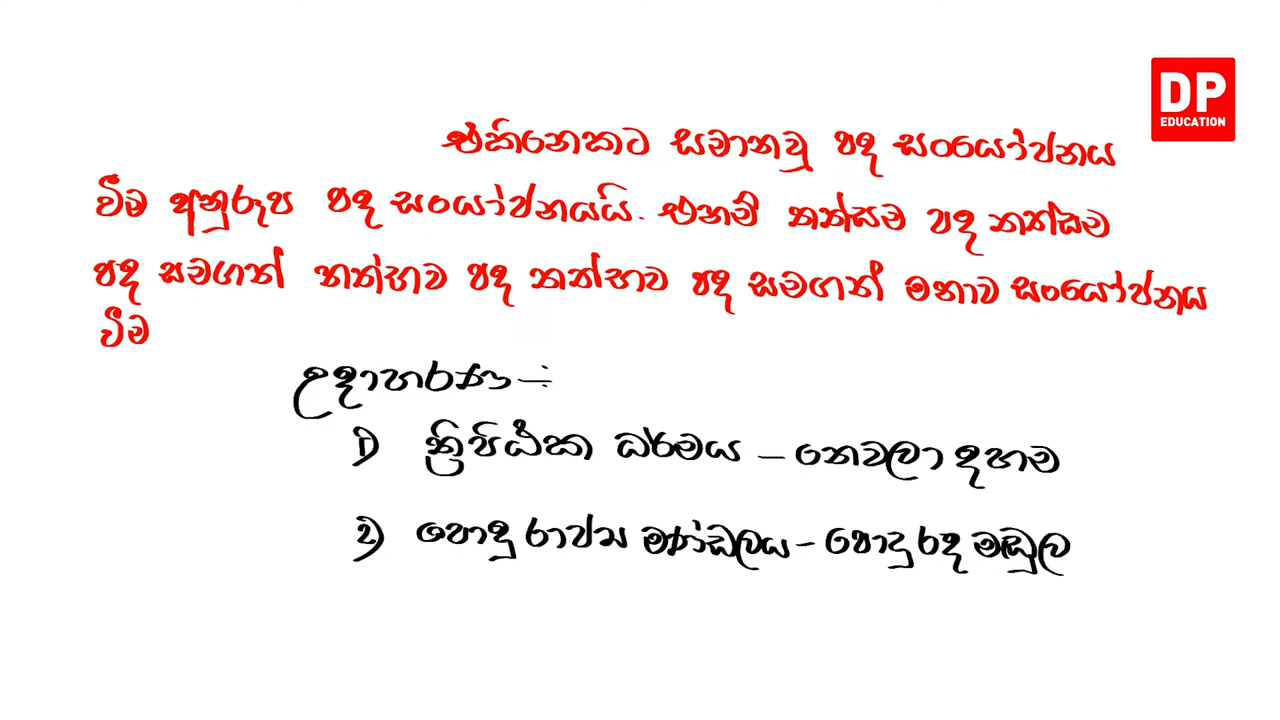 DP
EDUCATION
එකිනෙකට සමානවූ පද සංයෝජනය
වීම අනුරූප පද සංයෝජනයයි. එනම් තත්සම පද තත්සම
පද සමගත් තත්භව පද තත්භව පද සමගත් මනාව සංයෝජනය
වීම
උදාහරණ -:
1) ත්‍රිපිඨක ධර්මය - තෙවලා දහම
2) පොදු රාජ්‍ය මණ්ඩලය - පොදු රද මඬුල